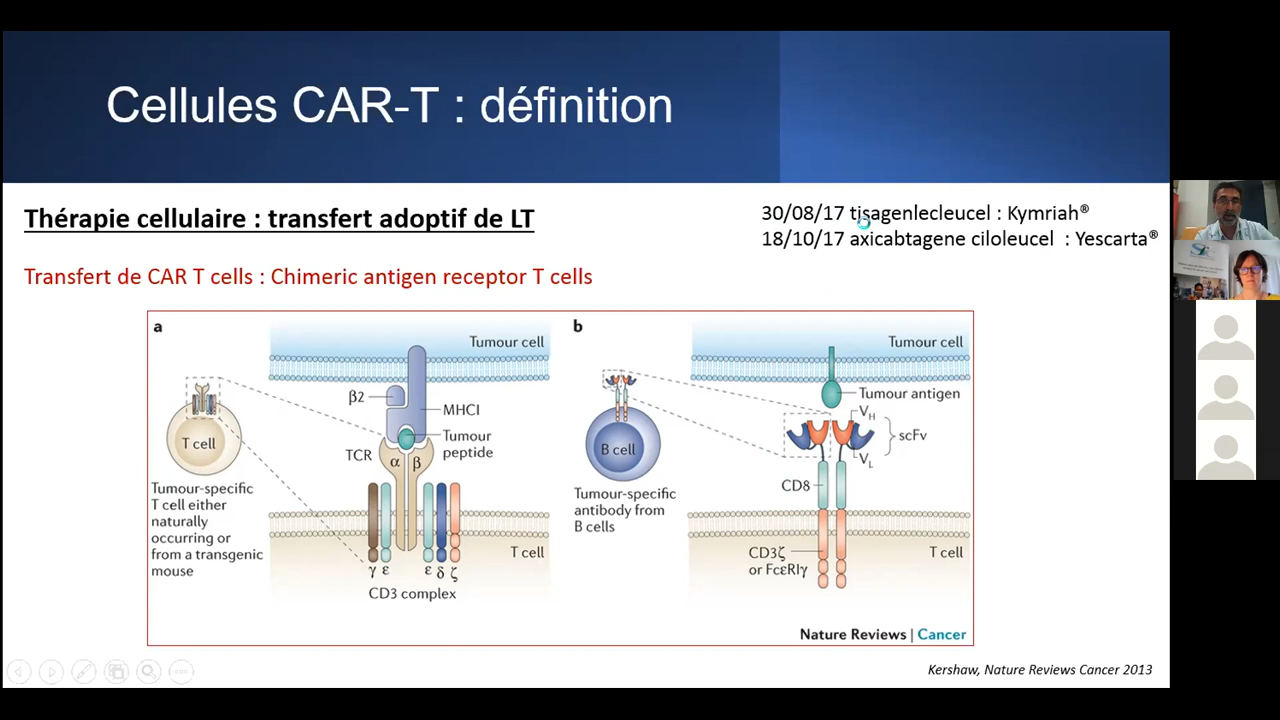 Cellules CAR-T : définition
Thérapie cellulaire : transfert adoptif de LT
30/08/17 tisagenlecleucel : Kymriah®
18/10/17 axicabtagene ciloleucel : Yescarta®
Transfert de CAR T cells : Chimeric antigen receptor T cells
a
Tumour cell
β2
MHCI
Tumour
peptide
TCR
α
β
T cell
Tumour-specific
T cell either
naturally
occurring or
from a transgenic
mouse
T cell
γ ε ε δ ζ
CD3 complex
b
Tumour cell
Tumour antigen
VH
scFv
VL
B cell
CD8
Tumour-specific
antibody from
B cells
CD3ζ
or FcεRIγ
T cell
Nature Reviews | Cancer
Kershaw, Nature Reviews Cancer 2013